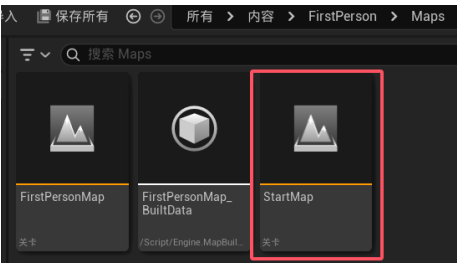 入 保存所有 所有 > 内容 > FirstPerson > Maps
搜索 Maps
FirstPersonMap
关卡
FirstPersonMap_
BuiltData
/Script/Engine MapBuil...
StartMap
关卡